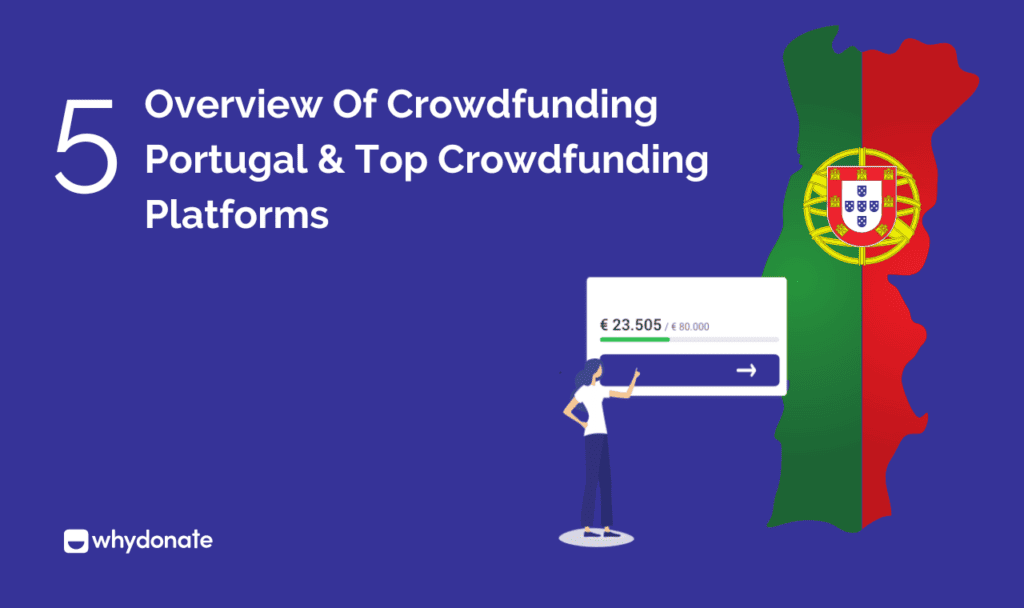 5
Overview Of Crowdfunding
Portugal & Top Crowdfunding
Platforms
€ 23.505 / € 80.000
whydonate